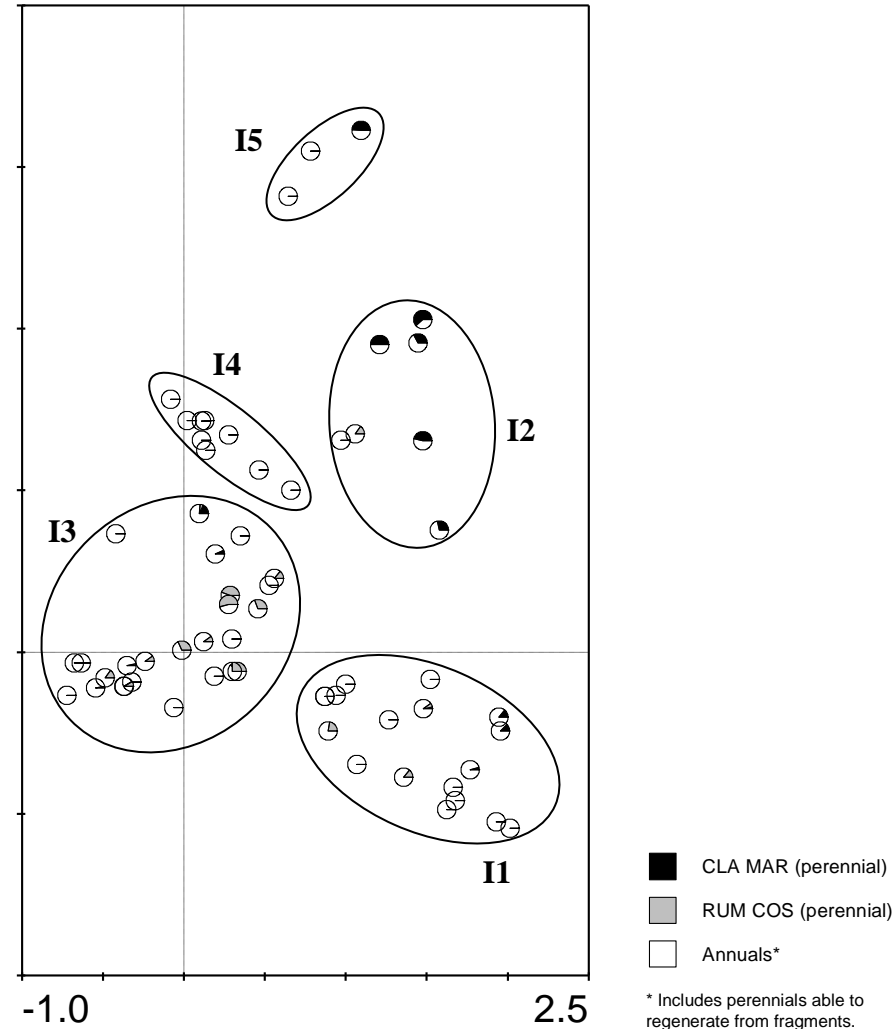 I5
I4
I2
I3
I1
CLA MAR (perennial)
RUM COS (perennial)
Annuals*
* Includes perennials able to
regenerate from fragments.
-1.0
2.5